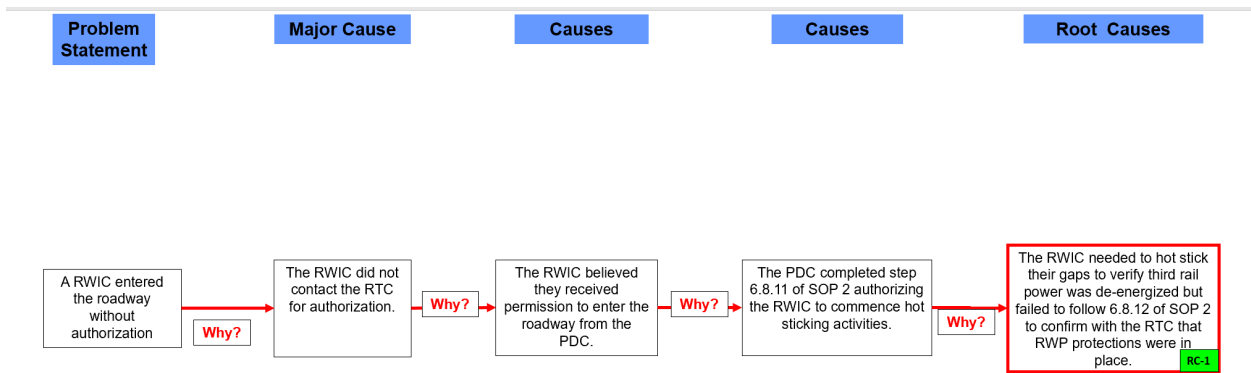 Problem
Statement
Major Cause
Causes
Causes
Root Causes
A RWIC entered
the roadway
without
authorization
Why?
The RWIC did not
contact the RTC
for authorization.
Why?
The RWIC believed
they received
permission to enter the
roadway from the
PDC.
Why?
The PDC completed step
6.8.11 of SOP 2 authorizing
the RWIC to commence hot
sticking activities.
Why?
The RWIC needed to hot stick
their gaps to verify third rail
power was de-energized but
failed to follow 6.8.12 of SOP 2
to confirm with the RTC that
RWP protections were in
place.
RC-1